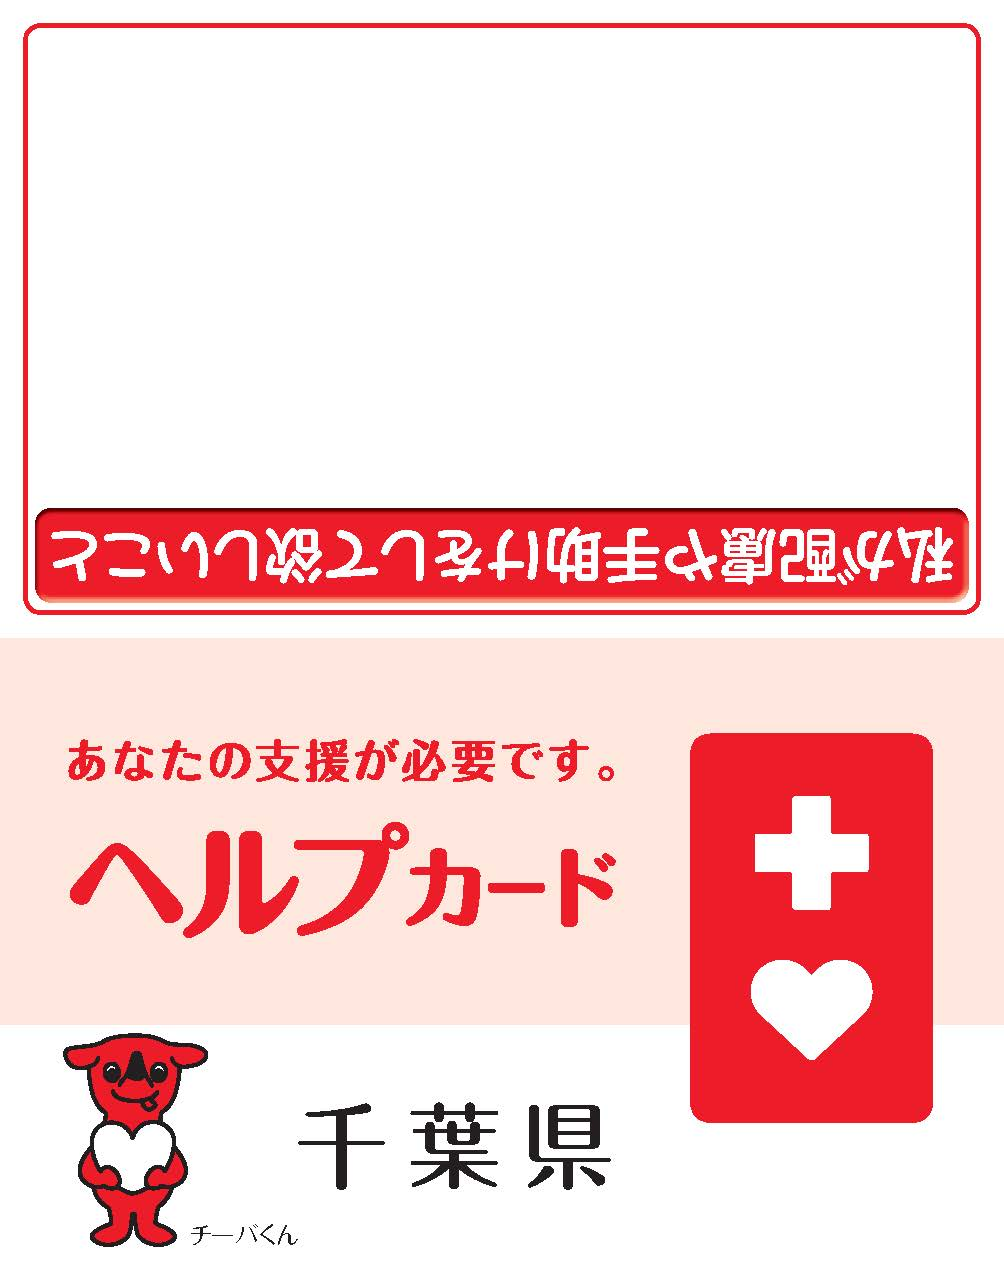 私が配慮や手助けをして欲しいこと
あなたの支援が必要です。
ヘルプカード
千葉県
チーバくん